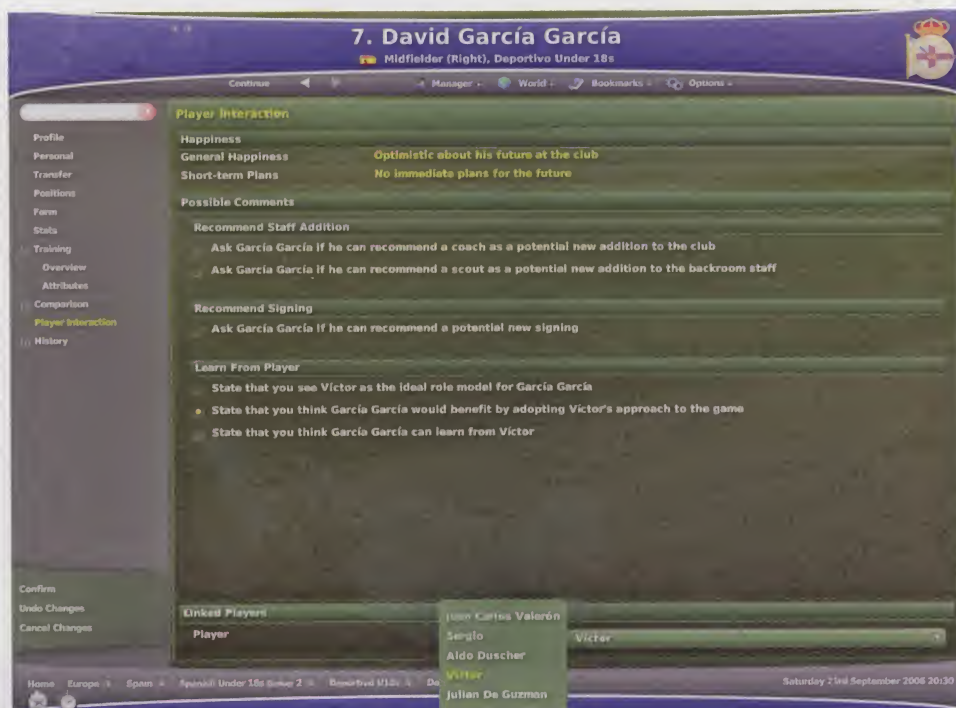 7. David García García
Midfielder (Right), Deportivo Under 18s
Continue Manager World Bookmarks Options
Player Interaction
Profile
Personal
Transfer
Positions
Form
Stats
Training
Overview
Attributes
Comparison
Player Interaction
History
Happiness
General Happiness Optimistic about his future at the club
Short-term Plans No immediate plans for the future
Possible Comments
Recommend Staff Addition
Ask García García if he can recommend a coach as a potential new addition to the club
Ask García García if he can recommend a scout as a potential new addition to the backroom staff
Recommend Signing
Ask García García if he can recommend a potential new signing
Learn From Player
State that you see Víctor as the ideal role model for García García
State that you think García García would benefit by adopting Víctor's approach to the game
State that you think García García can learn from Víctor
Confirm
Undo Changes
Cancel Changes
Linked Players
Player
Juan Carlos Valerón
Sergio
Aldo Duscher
Víctor
Julian De Guzman
Víctor
Home Europe Spain Spanish Under 18s Group 2 Deportivo U18s
Saturday 23rd September 2006 20:30